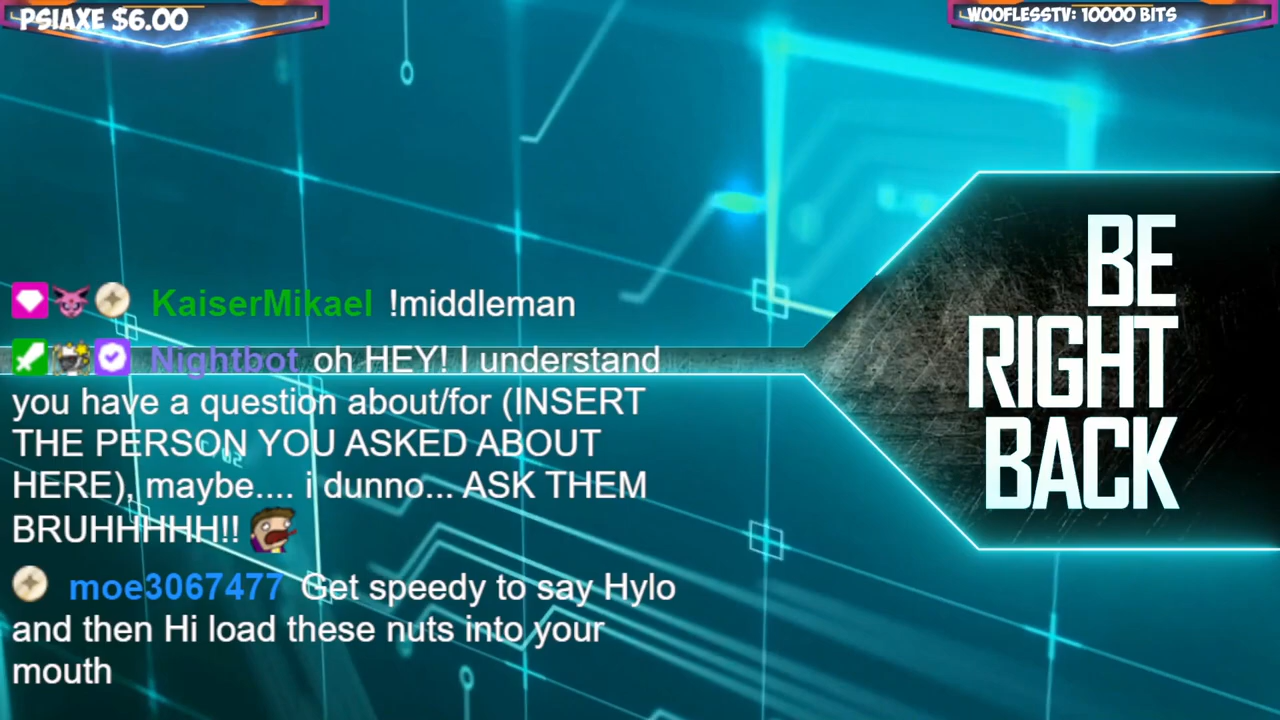 PSIAXE $6.00
WOOFLESSTV: 10000 BITS
BE
RIGHT
BACK
KaiserMikael !middleman
Nightbot oh HEY! I understand
you have a question about/for (INSERT
THE PERSON YOU ASKED ABOUT
HERE), maybe.... i dunno... ASK THEM
BRUHHHHH!!
moe3067477 Get speedy to say Hylo
and then Hi load these nuts into your
mouth